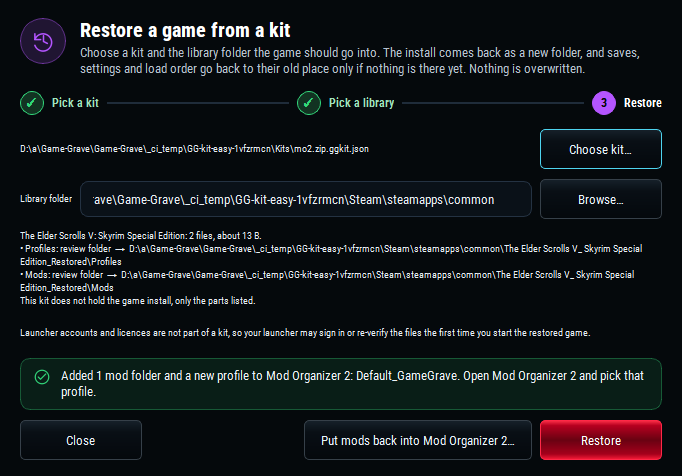 Restore a game from a kit
Choose a kit and the library folder the game should go into. The install comes back as a new folder, and saves,
settings and load order go back to their old place only if nothing is there yet. Nothing is overwritten.
✓ Pick a kit ✓ Pick a library 3 Restore
D:\a\Game-Grave\Game-Grave\_ci_temp\GG-kit-easy-1vfzrmcn\Kits\mo2.zip.ggkit.json
Choose kit...
Library folder
ave\Game-Grave\_ci_temp\GG-kit-easy-1vfzrmcn\Steam\steamapps\common
Browse...
The Elder Scrolls V: Skyrim Special Edition: 2 files, about 13 B.
• Profiles: review folder → D:\a\Game-Grave\Game-Grave\_ci_temp\GG-kit-easy-1vfzrmcn\Steam\steamapps\common\The Elder Scrolls V_ Skyrim Special
Edition_Restored\Profiles
• Mods: review folder → D:\a\Game-Grave\Game-Grave\_ci_temp\GG-kit-easy-1vfzrmcn\Steam\steamapps\common\The Elder Scrolls V_ Skyrim Special
Edition_Restored\Mods
This kit does not hold the game install, only the parts listed.
Launcher accounts and licences are not part of a kit, so your launcher may sign in or re-verify the files the first time you start the restored game.
Added 1 mod folder and a new profile to Mod Organizer 2: Default_GameGrave. Open Mod Organizer 2 and pick that
profile.
Close
Put mods back into Mod Organizer 2...
Restore